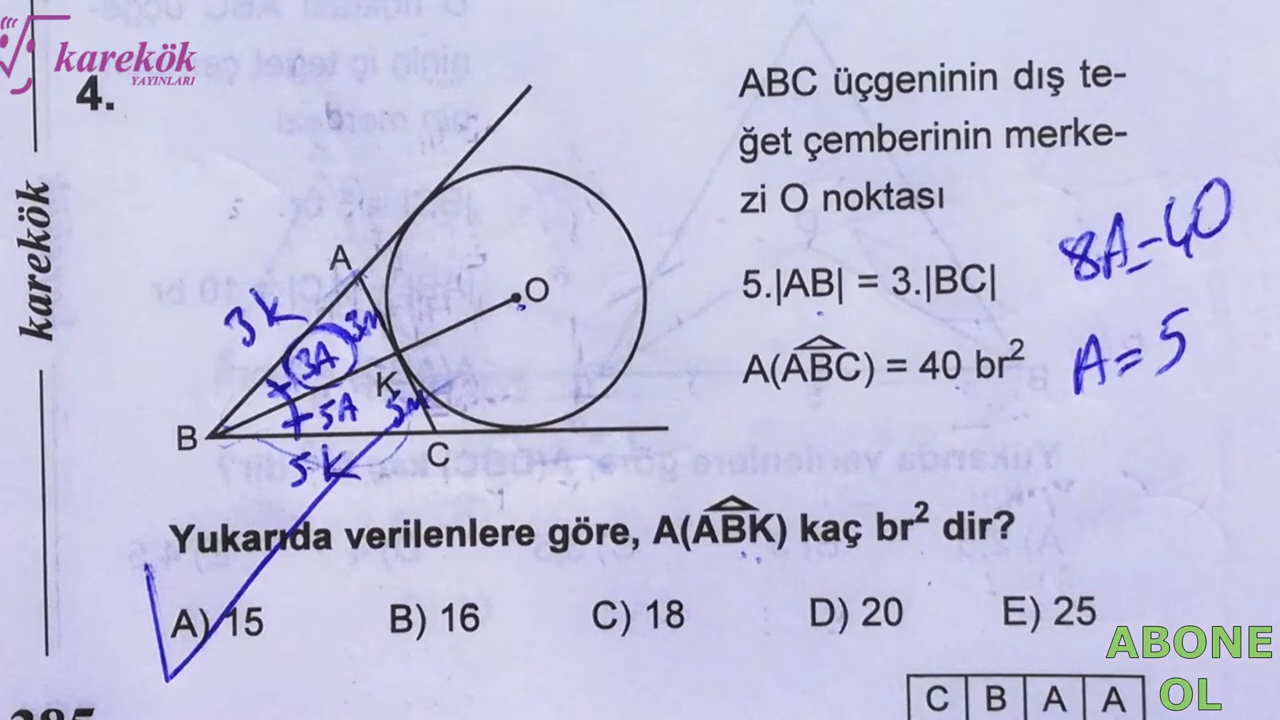 karekök
YAYINLARI
karekök
4.
ABC üçgeninin dış te-
ğet çemberinin merke-
zi O noktası
5.|AB| = 3.|BC|
A(ABC) = 40 br²
8A=40
A=5
A
O
K
B
C
3k
3A
3m
5A
5m
5k
Yukarıda verilenlere göre, A(ABK) kaç br² dir?
A) 15 B) 16 C) 18 D) 20 E) 25
ABONE
OL
C B A A